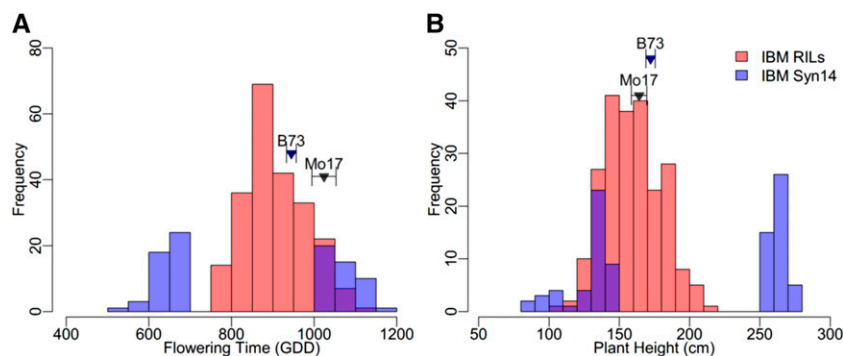 A
Frequency
80
60
40
20
0
400
600
800
1000
1200
Flowering Time (GDD)
B73
Mo17
B
Frequency
50
40
30
20
10
0
50
100
150
200
250
300
Plant Height (cm)
B73
Mo17
IBM RILs
IBM Syn14